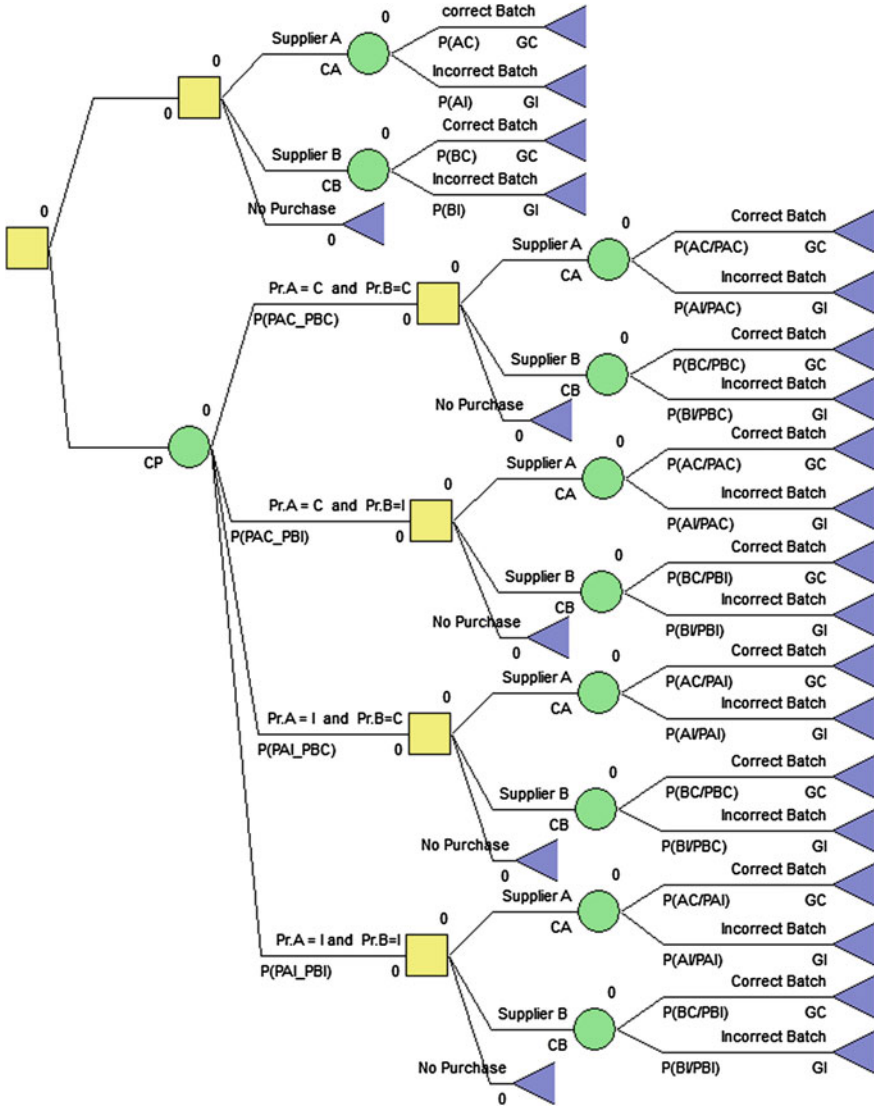 0
correct Batch
Supplier A
0
P(AC) GC
0
CA
Incorrect Batch
0
P(AI) GI
0
Correct Batch
Supplier B
P(BC) GC
CB
Incorrect Batch
No Purchase
P(BI) GI
0
0
0
Correct Batch
Supplier A
P(AC/PAC) GC
0
CA
Incorrect Batch
Pr.A = C and Pr.B=C
P(AI/PAC) GI
P(PAC_PBC)
0
0
Correct Batch
Supplier B
P(BC/PBC) GC
CB
Incorrect Batch
No Purchase
P(BI/PBC) GI
0
0
CP
0
Correct Batch
Supplier A
P(AC/PAC) GC
0
CA
Incorrect Batch
Pr.A = C and Pr.B=I
P(AI/PAC) GI
P(PAC_PBI)
0
0
Correct Batch
Supplier B
P(BC/PBI) GC
CB
Incorrect Batch
No Purchase
P(BI/PBI) GI
0
0
Correct Batch
Supplier A
P(AC/PAI) GC
0
CA
Incorrect Batch
Pr.A = I and Pr.B=C
P(AI/PAI) GI
P(PAI_PBC)
0
0
Correct Batch
Supplier B
P(BC/PBC) GC
CB
Incorrect Batch
No Purchase
P(BI/PBC) GI
0
0
Correct Batch
Supplier A
P(AC/PAI) GC
0
CA
Incorrect Batch
Pr.A = I and Pr.B=I
P(AI/PAI) GI
P(PAI_PBI)
0
0
Correct Batch
Supplier B
P(BC/PBI) GC
CB
Incorrect Batch
No Purchase
P(BI/PBI) GI
0